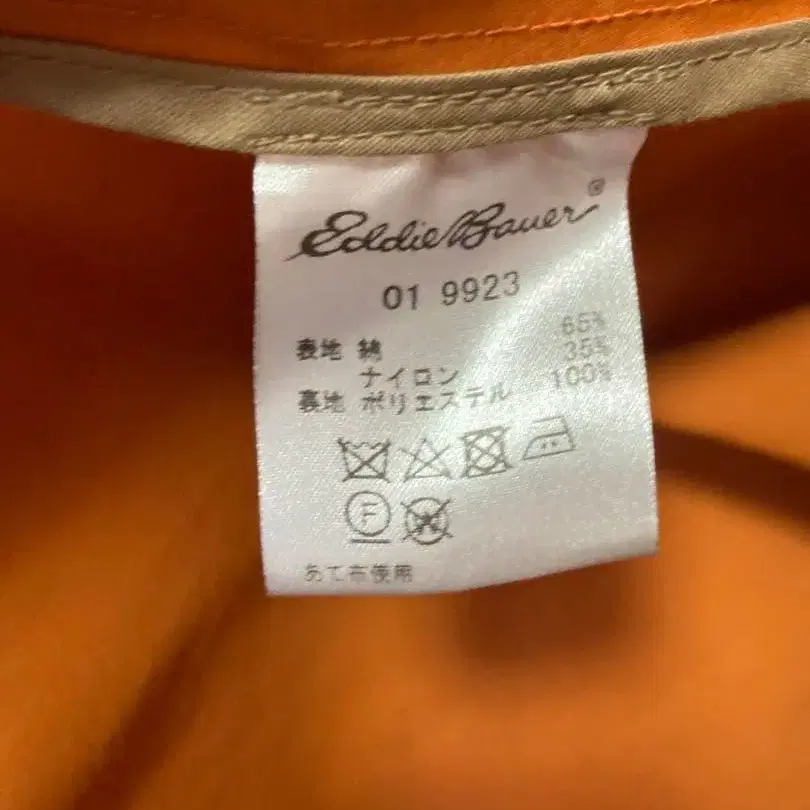 Eddie Bauer®
01 9923
表地 綿 65%
ナイロン 35%
裏地 ポリエステル 100%
F
あて布使用